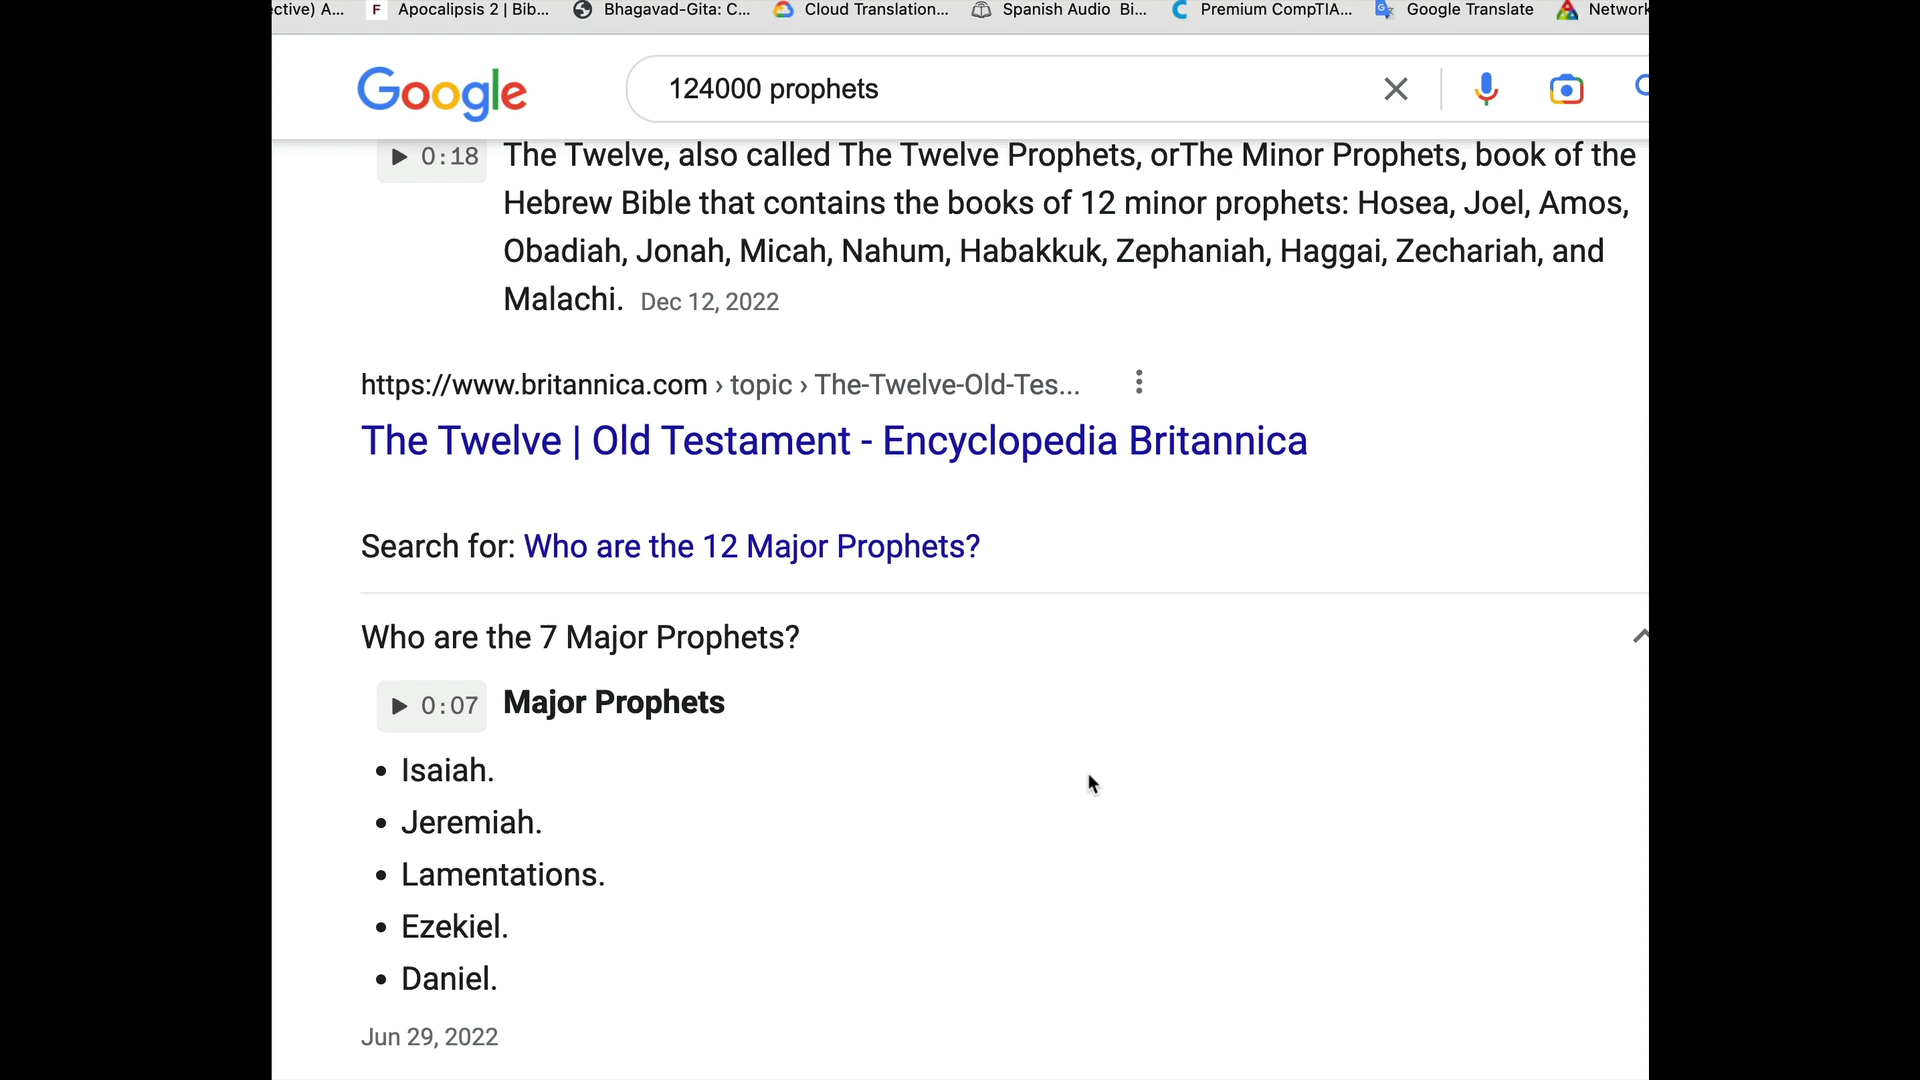 ective) A...
Apocalipsis 2 | Bib...
Bhagavad-Gita: C...
Cloud Translation...
Spanish Audio Bi...
Premium CompTIA...
Google Translate
Network
Google
124000 prophets
0:18
The Twelve, also called The Twelve Prophets, orThe Minor Prophets, book of the
Hebrew Bible that contains the books of 12 minor prophets: Hosea, Joel, Amos,
Obadiah, Jonah, Micah, Nahum, Habakkuk, Zephaniah, Haggai, Zechariah, and
Malachi. Dec 12, 2022
https://www.britannica.com › topic › The-Twelve-Old-Tes...
The Twelve | Old Testament - Encyclopedia Britannica
Search for: Who are the 12 Major Prophets?
Who are the 7 Major Prophets?
0:07
Major Prophets
• Isaiah.
• Jeremiah.
• Lamentations.
• Ezekiel.
• Daniel.
Jun 29, 2022